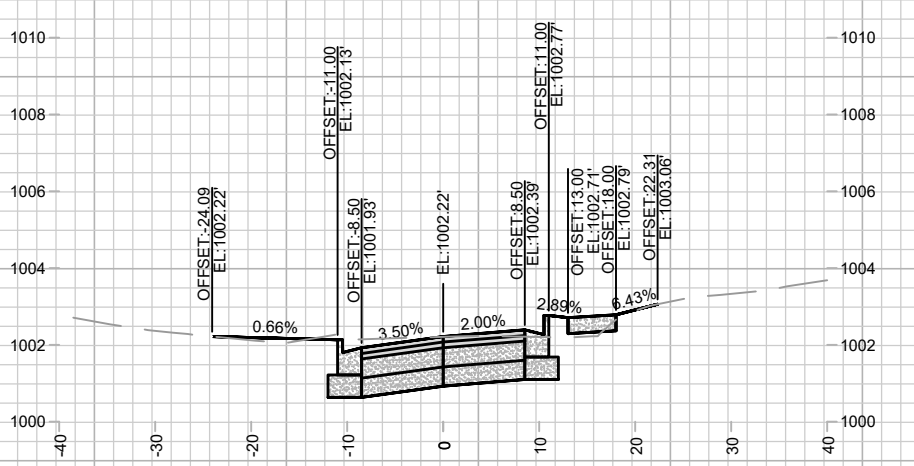 1010
1010
1008
1008
1006
1006
1004
1004
1002
1002
1000
1000
OFFSET:-24.09
EL:1002.22'
OFFSET:-11.00
EL:1002.13'
OFFSET:-8.50
EL:1001.93'
EL:1002.22'
OFFSET:8.50
EL:1002.39'
OFFSET:11.00
EL:1002.77'
OFFSET:13.00
EL:1002.71'
OFFSET:18.00
EL:1002.79'
OFFSET:22.31
EL:1003.06'
0.66%
3.50%
2.00%
2.89%
6.43%
-40
-30
-20
-10
0
10
20
30
40